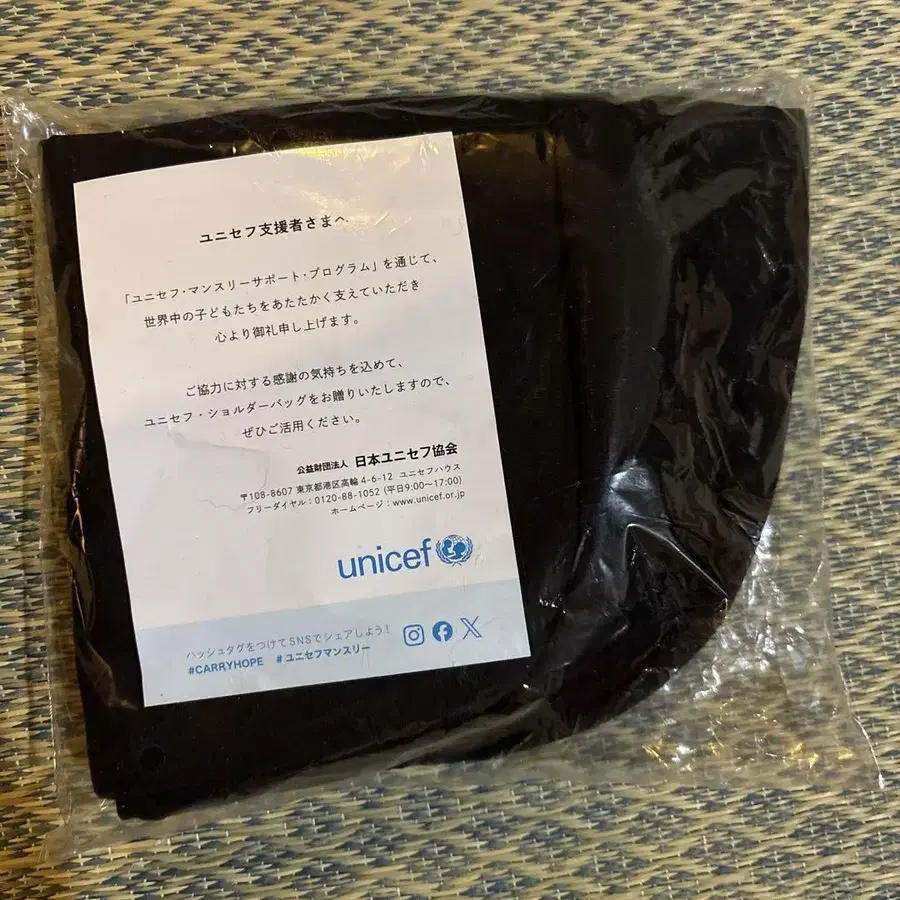 ユニセフ支援者さまへ
「ユニセフ・マンスリーサポート・プログラム」を通じて、
世界中の子どもたちをあたたかく支えていただき
心より御礼申し上げます。
ご協力に対する感謝の気持ちを込めて、
ユニセフ・ショルダーバッグをお贈りいたしますので、
ぜひご活用ください。
公益財団法人 日本ユニセフ協会
〒108-8607 東京都港区高輪4-6-12 ユニセフハウス
フリーダイヤル：0120-88-1052 (平日9:00〜17:00)
ホームページ：www.unicef.or.jp
unicef
ハッシュタグをつけてSNSでシェアしよう！
#CARRYHOPE #ユニセフマンスリー